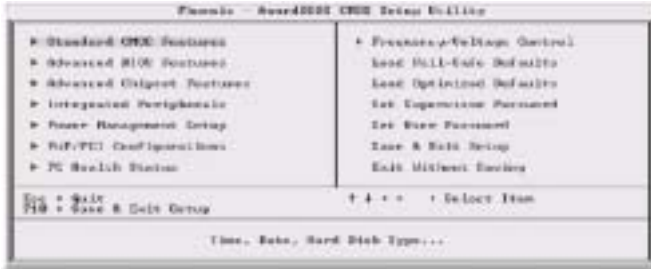 Phoenix - AwardBIOS CMOS Setup Utility
▶ Standard CMOS Features
▶ Advanced BIOS Features
▶ Advanced Chipset Features
▶ Integrated Peripherals
▶ Power Management Setup
▶ PnP/PCI Configurations
▶ PC Health Status
▶ Frequency/Voltage Control
Load Fail-Safe Defaults
Load Optimized Defaults
Set Supervisor Password
Set User Password
Save & Exit Setup
Exit Without Saving
Esc : Quit
F10 : Save & Exit Setup
↑ ↓ → ← : Select Item
Time, Date, Hard Disk Type...